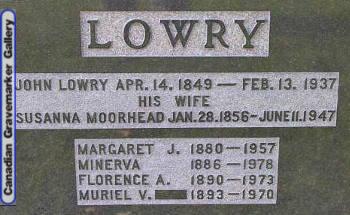 LOWRY
JOHN LOWRY APR. 14. 1849 — FEB. 13. 1937
HIS WIFE
SUSANNA MOORHEAD JAN. 28. 1856 – JUNE 11. 1947
MARGARET J. 1880 – 1957
MINERVA 1886 – 1978
FLORENCE A. 1890 – 1973
MURIEL V. 1893 – 1970
Canadian Gravemarker Gallery